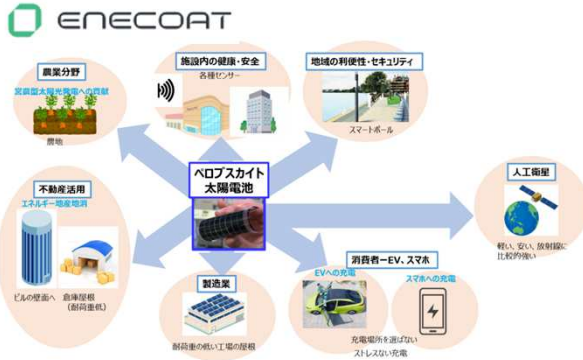 ENECOAT
農業分野
営農型太陽光発電への貢献
農地
施設内の健康・安全
各種センサー
地域の利便性・セキュリティ
スマートポール
ペロブスカイト
太陽電池
不動産活用
エネルギー地産地消
ビルの壁面へ
倉庫屋根
(耐荷重低)
製造業
耐荷重の低い工場の屋根
消費者ーEV、スマホ
EVへの充電
スマホへの充電
充電場所を選ばない
ストレスない充電
人工衛星
軽い、安い、放射線に
比較的強い